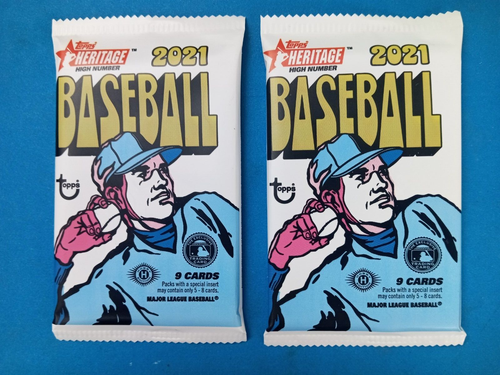 Topps
HERITAGE™
HIGH NUMBER
2021
BASEBALL
Topps
H
9 CARDS
Packs with a special insert
may contain only 5 - 8 cards.
MAJOR LEAGUE BASEBALL®
Topps
HERITAGE™
HIGH NUMBER
2021
BASEBALL
Topps
H
9 CARDS
Packs with a special insert
may contain only 5 - 8 cards.
MAJOR LEAGUE BASEBALL®